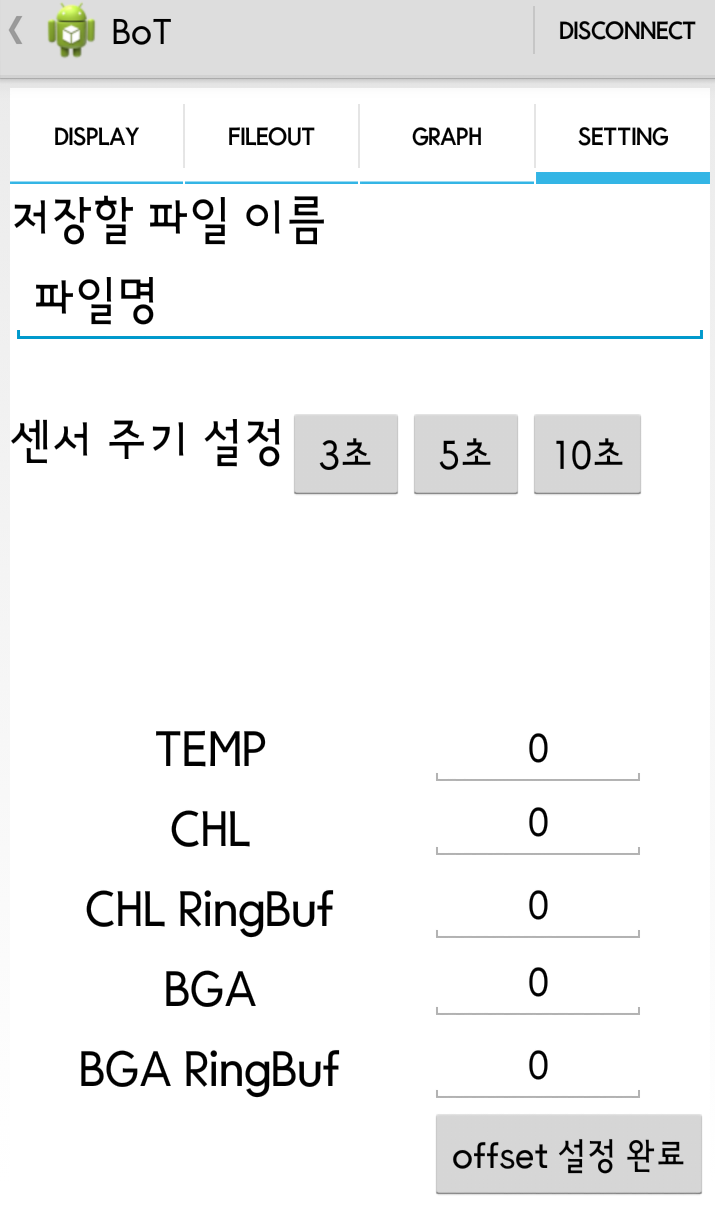 BoT DISCONNECT
DISPLAY FILEOUT GRAPH SETTING
저장할 파일 이름
파일명
센서 주기 설정 3초 5초 10초
TEMP 0
CHL 0
CHL RingBuf 0
BGA 0
BGA RingBuf 0
offset 설정 완료